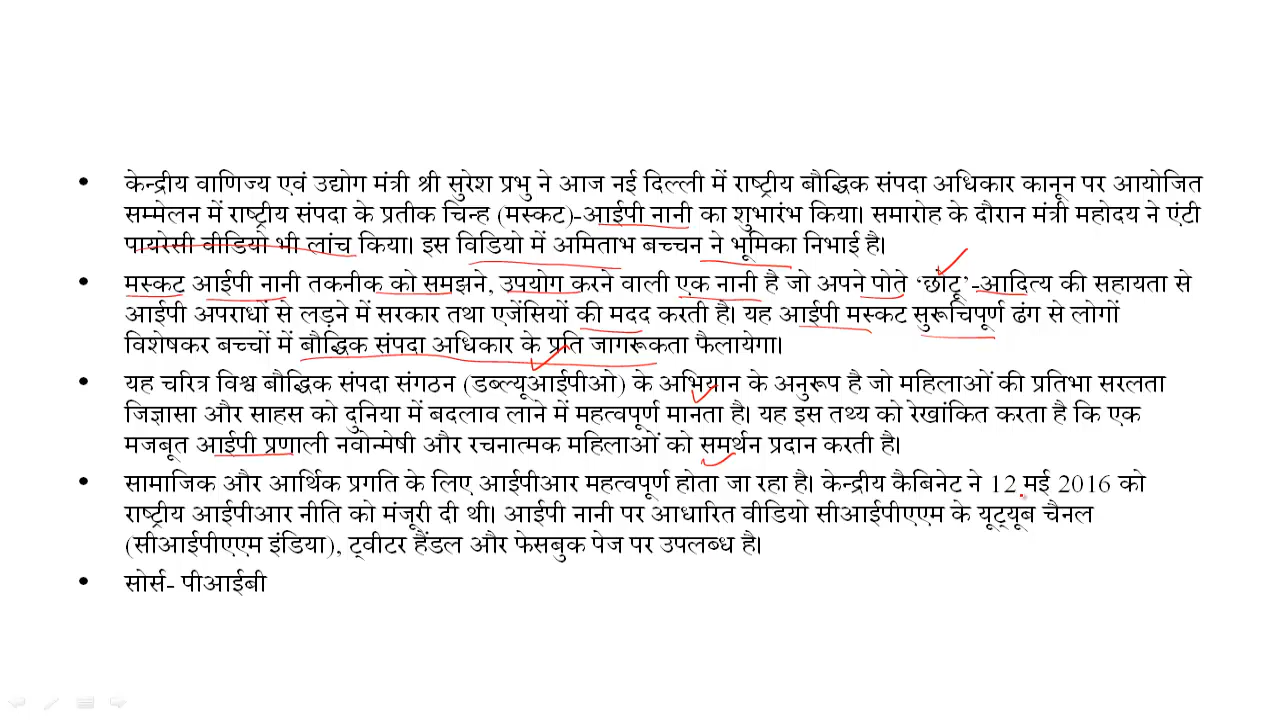 • केन्द्रीय वाणिज्य एवं उद्योग मंत्री श्री सुरेश प्रभु ने आज नई दिल्ली में राष्ट्रीय बौद्धिक संपदा अधिकार कानून पर आयोजित
सम्मेलन में राष्ट्रीय संपदा के प्रतीक चिन्ह (मस्कट)-आईपी नानी का शुभारंभ किया। समारोह के दौरान मंत्री महोदय ने एंटी
पायरेसी वीडियो भी लांच किया। इस विडियो में अमिताभ बच्चन ने भूमिका निभाई है।
• मस्कट आईपी नानी तकनीक को समझने, उपयोग करने वाली एक नानी है जो अपने पोते ‘छोटू’-आदित्य की सहायता से
आईपी अपराधों से लड़ने में सरकार तथा एजेंसियों की मदद करती है। यह आईपी मस्कट सुरूचिपूर्ण ढंग से लोगों
विशेषकर बच्चों में बौद्धिक संपदा अधिकार के प्रति जागरूकता फैलायेगा।
• यह चरित्र विश्व बौद्धिक संपदा संगठन (डब्ल्यूआईपीओ) के अभियान के अनुरूप है जो महिलाओं की प्रतिभा सरलता
जिज्ञासा और साहस को दुनिया में बदलाव लाने में महत्वपूर्ण मानता है। यह इस तथ्य को रेखांकित करता है कि एक
मजबूत आईपी प्रणाली नवोन्मेषी और रचनात्मक महिलाओं को समर्थन प्रदान करती है।
• सामाजिक और आर्थिक प्रगति के लिए आईपीआर महत्वपूर्ण होता जा रहा है। केन्द्रीय कैबिनेट ने 12 मई 2016 को
राष्ट्रीय आईपीआर नीति को मंजूरी दी थी। आईपी नानी पर आधारित वीडियो सीआईपीएएम के यूट्यूब चैनल
(सीआईपीएएम इंडिया), ट्वीटर हैंडल और फेसबुक पेज पर उपलब्ध है।
• सोर्स- पीआईबी